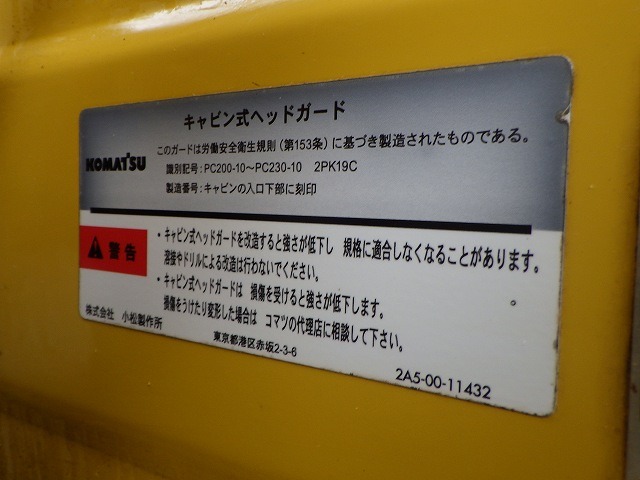 キャビン式ヘッドガード
KOMATSU
このガードは労働安全衛生規則(第153条)に基づき製造されたものである。
識別記号:PC200-10〜PC230-10 2PK19C
製造番号:キャビンの入口下部に刻印
警告
・キャビン式ヘッドガードを改造すると強さが低下し 規格に適合しなくなることがあります。
溶接やドリルによる改造は行わないでください。
・キャビン式ヘッドガードは 損傷を受けると強さが低下します。
損傷をうけたり変形した場合は コマツの代理店に相談して下さい。
株式会社 小松製作所
東京都港区赤坂2-3-6
2A5-00-11432